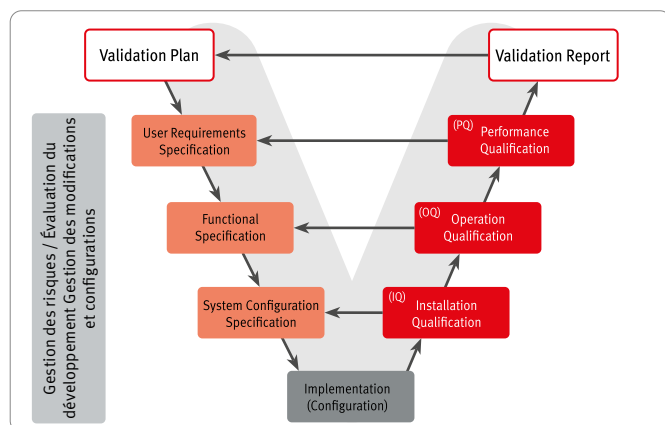 Validation Plan
Validation Report
User Requirements
Specification
(PQ)
Performance
Qualification
Functional
Specification
(OQ)
Operation
Qualification
System Configuration
Specification
(IQ)
Installation
Qualification
Implementation
(Configuration)
Gestion des risques / Évaluation du
développement Gestion des modifications
et configurations